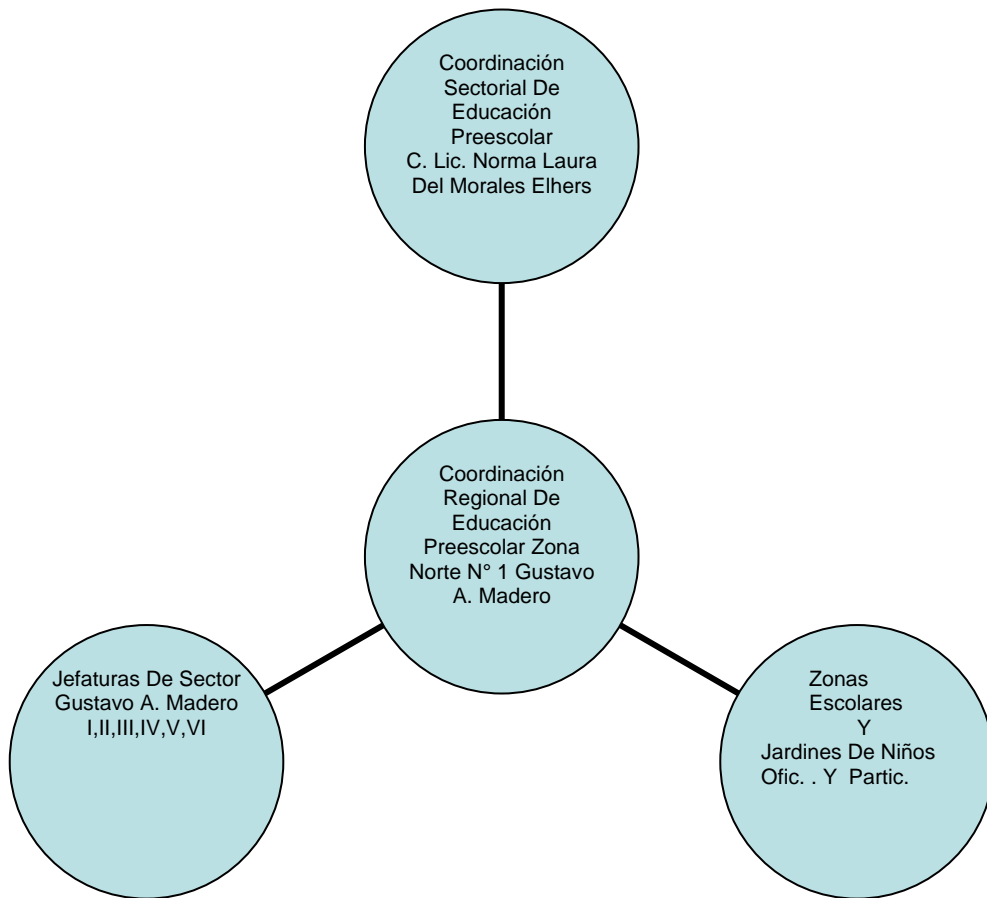 Coordinación
Sectorial De
Educación
Preescolar
C. Lic. Norma Laura
Del Morales Elhers
Coordinación
Regional De
Educación
Preescolar Zona
Norte N° 1 Gustavo
A. Madero
Jefaturas De Sector
Gustavo A. Madero
I,II,III,IV,V,VI
Zonas
Escolares
Y
Jardines De Niños
Ofic. . Y Partic.